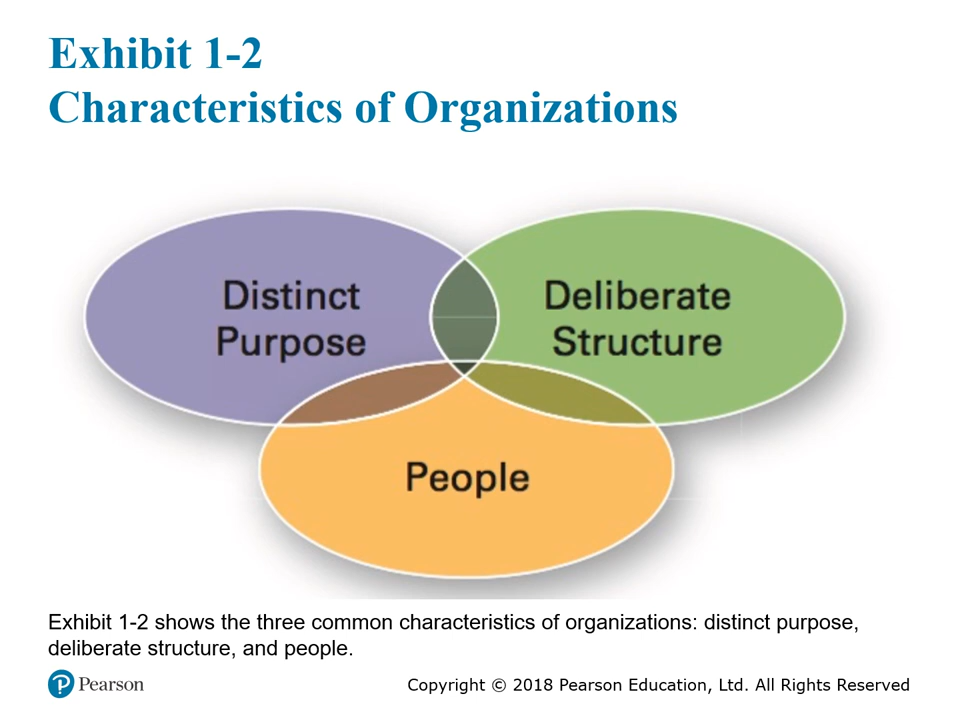 Exhibit 1-2
Characteristics of Organizations
Distinct
Purpose
Deliberate
Structure
People
Exhibit 1-2 shows the three common characteristics of organizations: distinct purpose,
deliberate structure, and people.
Pearson
Copyright © 2018 Pearson Education, Ltd. All Rights Reserved